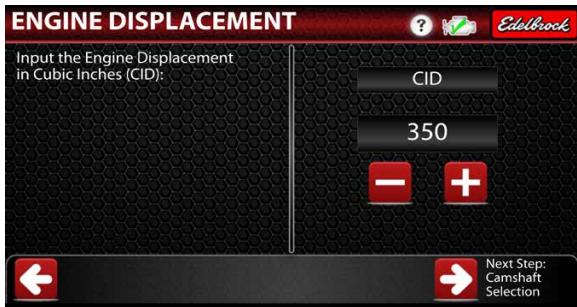 ENGINE DISPLACEMENT
?
Edelbrock
Input the Engine Displacement
in Cubic Inches (CID):
CID
350
Next Step:
Camshaft
Selection